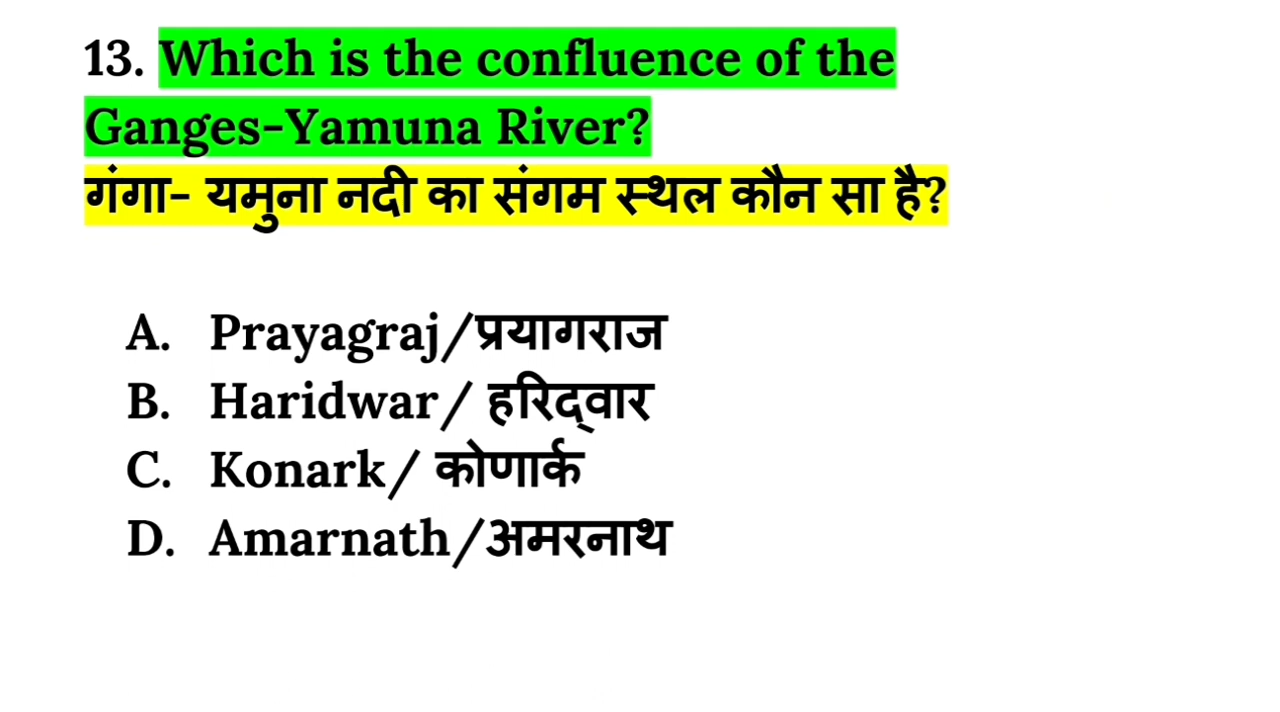 13. Which is the confluence of the
Ganges-Yamuna River?
गंगा- यमुना नदी का संगम स्थल कौन सा है?
A. Prayagraj/प्रयागराज
B. Haridwar/ हरिद्वार
C. Konark/ कोणार्क
D. Amarnath/अमरनाथ